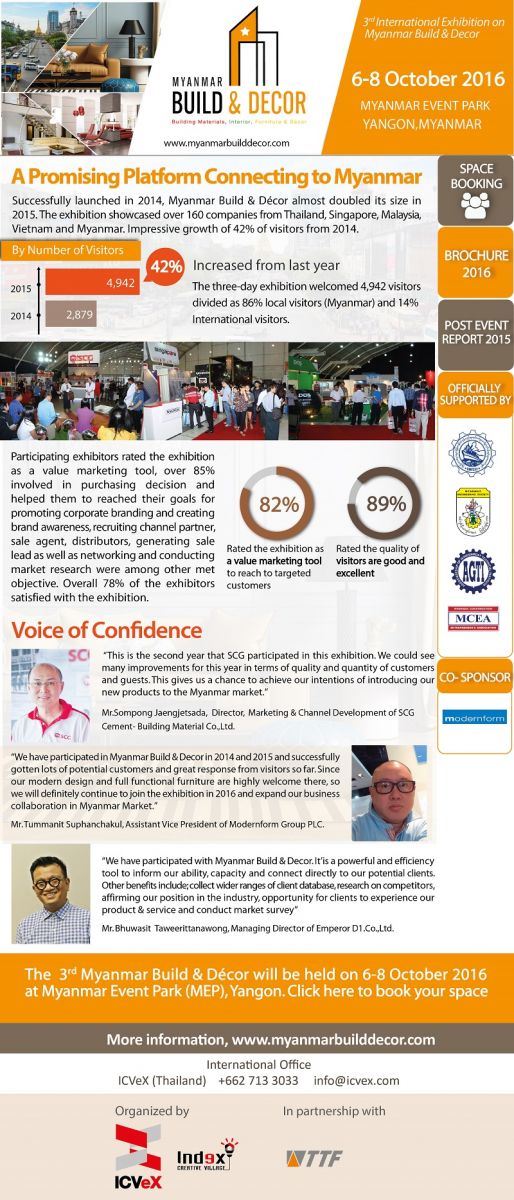 3rd International Exhibition on
Myanmar Build & Decor
MYANMAR
BUILD & DECOR
Building Materials, Interior, Furniture & Décor
www.myanmarbuilddecor.com
6-8 October 2016
MYANMAR EVENT PARK
YANGON,MYANMAR
A Promising Platform Connecting to Myanmar
Successfully launched in 2014, Myanmar Build & Décor almost doubled its size in
2015. The exhibition showcased over 160 companies from Thailand, Singapore, Malaysia,
Vietnam and Myanmar. Impressive growth of 42% of visitors from 2014.
By Number of Visitors
2015
4,942
2014
2,879
42%
Increased from last year
The three-day exhibition welcomed 4,942 visitors
divided as 86% local visitors (Myanmar) and 14%
International visitors.
SPACE
BOOKING
BROCHURE
2016
POST EVENT
REPORT 2015
OFFICIALLY
SUPPORTED BY
AGTI
MCEA
CO- SPONSOR
modernform
SCG
Participating exhibitors rated the exhibition
as a value marketing tool, over 85%
involved in purchasing decision and
helped them to reached their goals for
promoting corporate branding and creating
brand awareness, recruiting channel partner,
sale agent, distributors, generating sale
lead as well as networking and conducting
market research were among other met
objective. Overall 78% of the exhibitors
satisfied with the exhibition.
82%
Rated the exhibition as
a value marketing tool
to reach to targeted
customers
89%
Rated the quality of
visitors are good and
excellent
Voice of Confidence
"This is the second year that SCG participated in this exhibition. We could see
many improvements for this year in terms of quality and quantity of customers
and guests. This gives us a chance to achieve our intentions of introducing our
new products to the Myanmar market."
Mr.Sompong Jaengjetsada, Director, Marketing & Channel Development of SCG
Cement- Building Material Co.,Ltd.
"We have participated in Myanmar Build & Decor in 2014 and 2015 and successfully
gotten lots of potential customers and great response from visitors so far. Since
our modern design and full functional furniture are highly welcome there, so
we will definitely continue to join the exhibition in 2016 and expand our business
collaboration in Myanmar Market."
Mr. Tummanit Suphanchakul, Assistant Vice President of Modernform Group PLC.
"We have participated with Myanmar Build & Decor. It'is a powerful and efficiency
tool to inform our ability, capacity and connect directly to our potential clients.
Other benefits include; collect wider ranges of client database, research on competitors,
affirming our position in the industry, opportunity for clients to experience our
product & service and conduct market survey"
Mr. Bhuwasit Taweerittanawong, Managing Director of Emperor D1.Co.,Ltd.
The 3rd Myanmar Build & Décor will be held on 6-8 October 2016
at Myanmar Event Park (MEP), Yangon. Click here to book your space
More information, www.myanmarbuilddecor.com
International Office
ICVeX (Thailand) +662 713 3033 info@icvex.com
Organized by
In partnership with
ICVeX
Index
CREATIVE VILLAGE
TTF